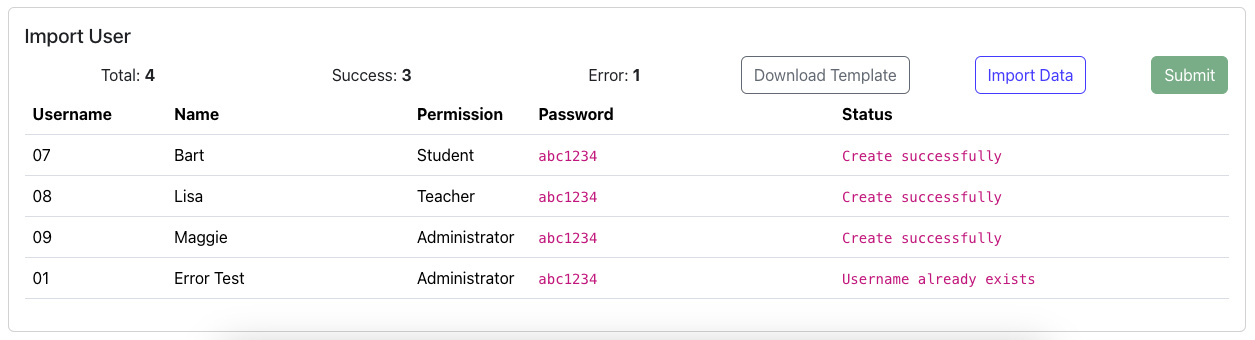 Import User
Total: 4 Success: 3 Error: 1 Download Template Import Data Submit
Username Name Permission Password Status
07 Bart Student abc1234 Create successfully
08 Lisa Teacher abc1234 Create successfully
09 Maggie Administrator abc1234 Create successfully
01 Error Test Administrator abc1234 Username already exists